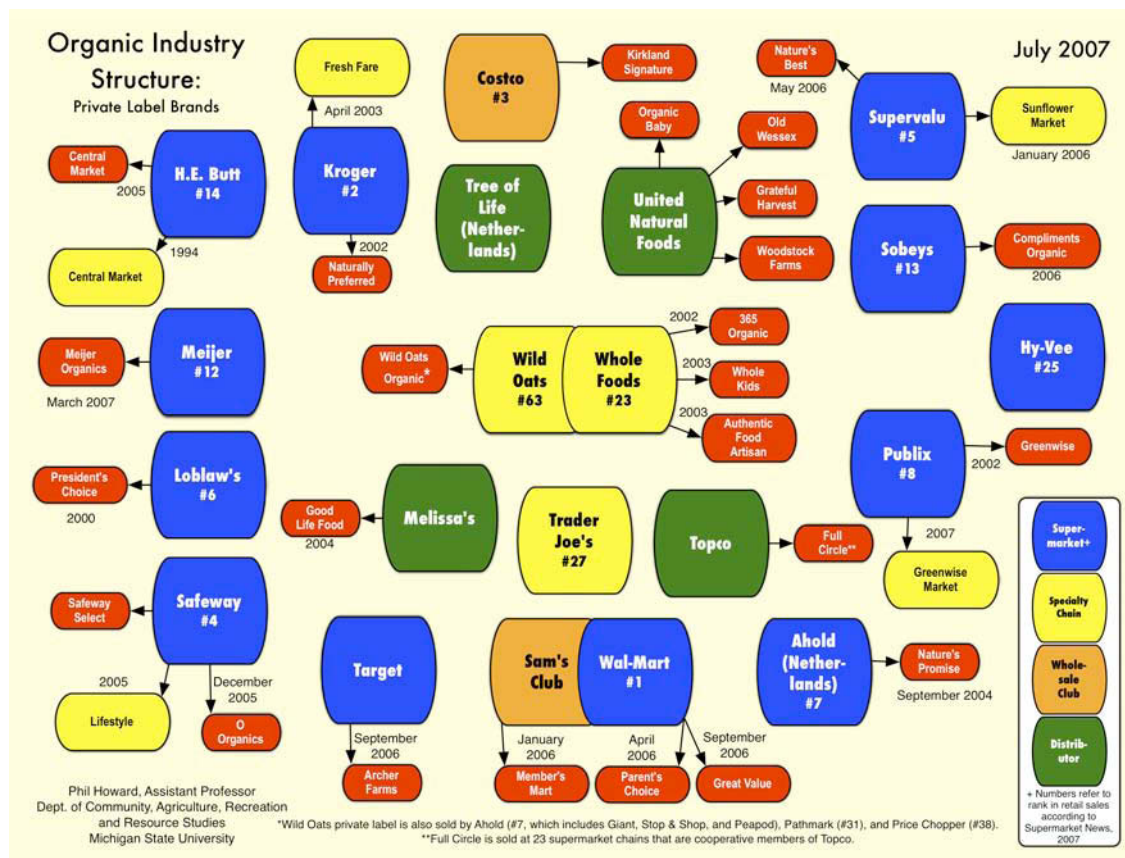 Organic Industry
Structure:
Private Label Brands
July 2007
Fresh Fare
April 2003
Kroger
#2
2002
Naturally
Preferred
Costco
#3
Kirkland
Signature
Nature's
Best
May 2006
Supervalu
#5
Sunflower
Market
January 2006
Central
Market
2005
H.E. Butt
#14
1994
Central Market
Tree of
Life
(Nether-
lands)
Organic
Baby
Old
Wessex
United
Natural
Foods
Grateful
Harvest
Woodstock
Farms
Sobeys
#13
Compliments
Organic
2006
Meijer
Organics
March 2007
Meijer
#12
Wild Oats
Organic*
Wild
Oats
#63
Whole
Foods
#23
2002
365
Organic
2003
Whole
Kids
2003
Authentic
Food
Artisan
Hy-Vee
#25
President's
Choice
2000
Loblaw's
#6
Good
Life Food
2004
Melissa's
Trader
Joe's
#27
Topco
Full
Circle**
Publix
#8
2002
Greenwise
2007
Greenwise
Market
Safeway
Select
Safeway
#4
2005
Lifestyle
December
2005
O
Organics
Target
September
2006
Archer
Farms
Sam's
Club
Wal-Mart
#1
January
2006
Member's
Mart
April
2006
Parent's
Choice
September
2006
Great Value
Ahold
(Nether-
lands)
#7
Nature's
Promise
September 2004
Super-
market+
Specialty
Chain
Whole-
sale
Club
Distrib-
utor
+ Numbers refer to
rank in retail sales
according to
Supermarket News,
2007
Phil Howard, Assistant Professor
Dept. of Community, Agriculture, Recreation
and Resource Studies
Michigan State University
*Wild Oats private label is also sold by Ahold (#7, which includes Giant, Stop & Shop, and Peapod), Pathmark (#31), and Price Chopper (#38).
**Full Circle is sold at 23 supermarket chains that are cooperative members of Topco.